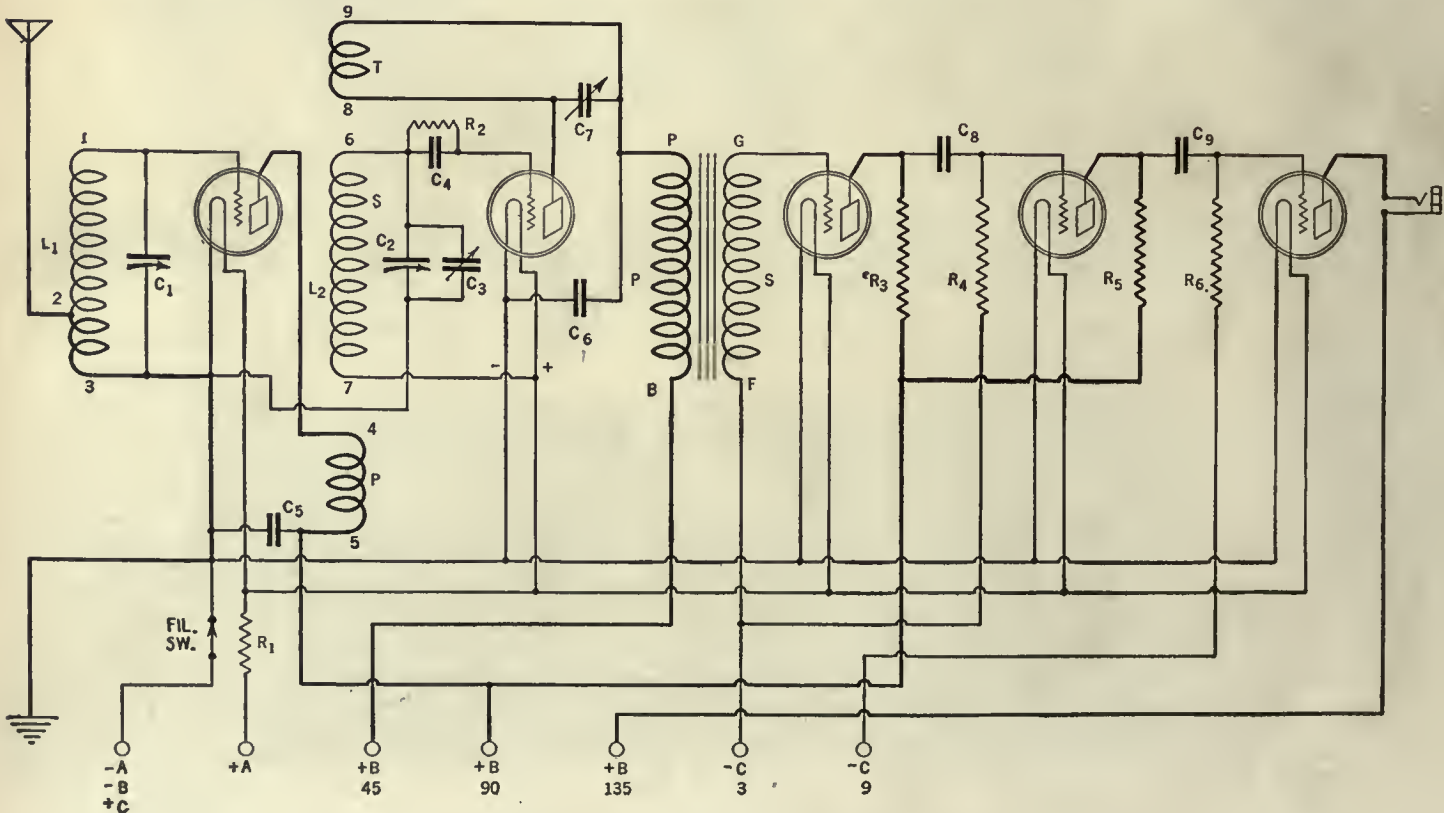 9
T
8
C7
1
6
R2
C4
P
G
C8
C9
S
L1
C1
2
L2
C2
C3
C6
P
S
R3
R4
R5
R6.
3
7
- +
B
F
4
P
C5
5
FIL.
SW.
R1
-A
-B
+C
+A
+B
45
+B
90
+B
135
-C
3
-C
9